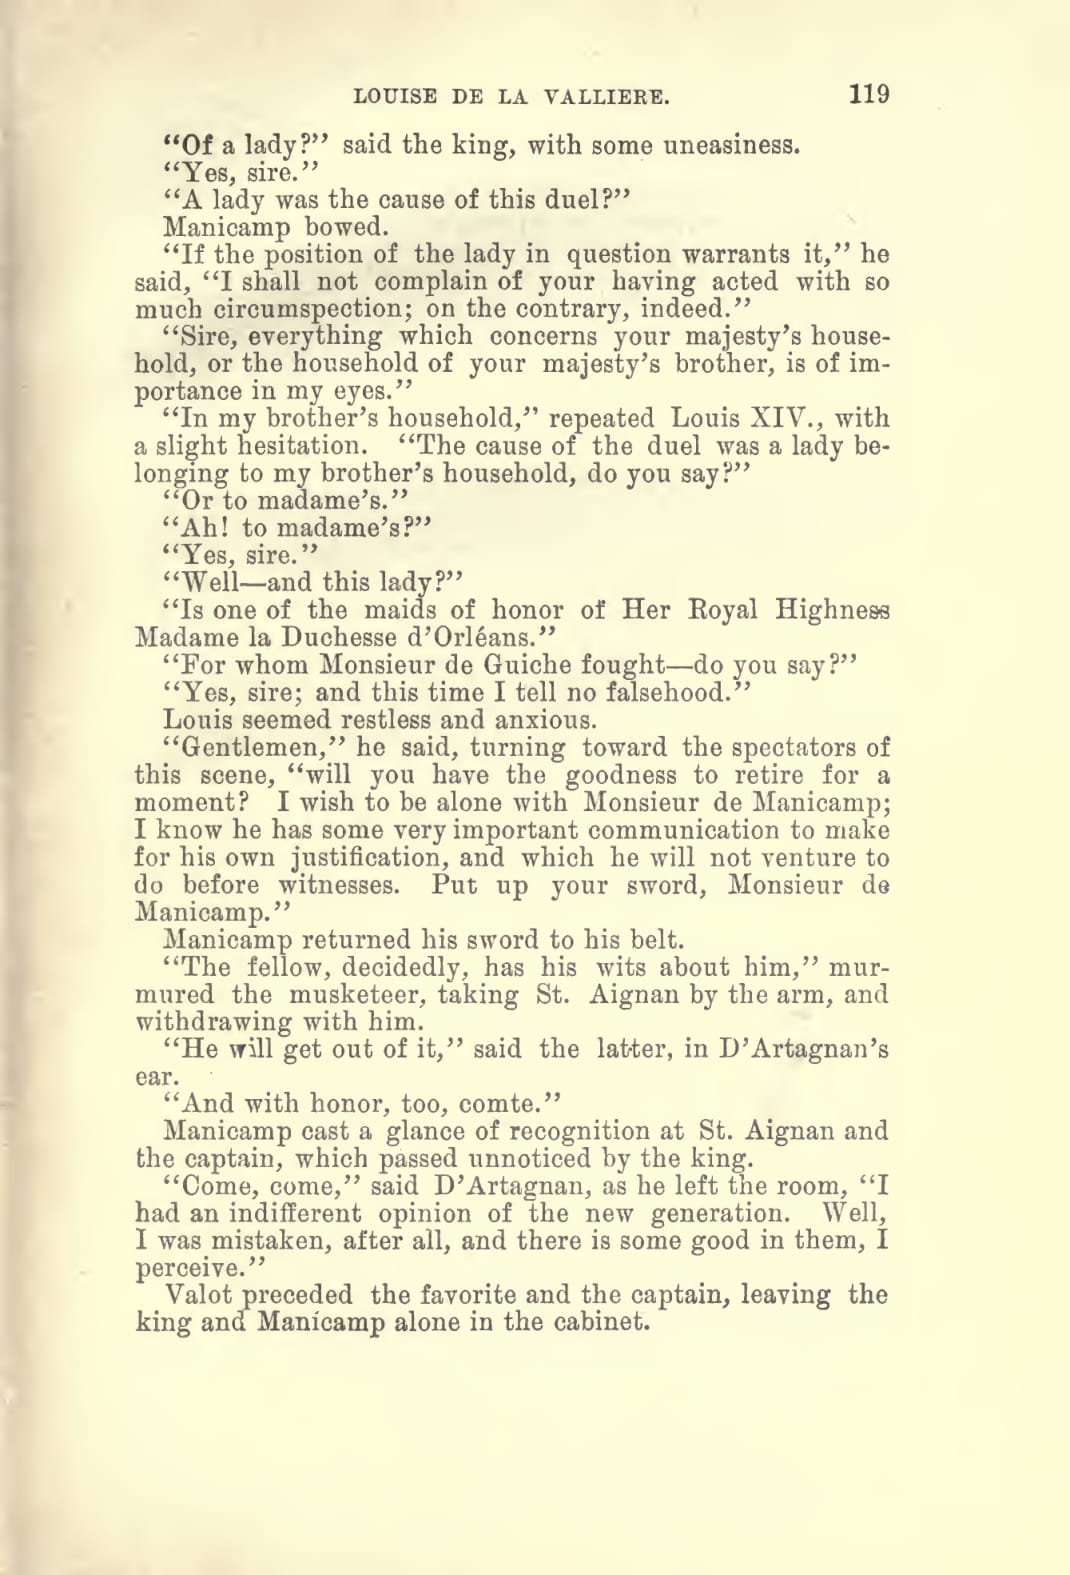 LOUISE DE LA VALLIERE. 119
“Of a lady?” said the king, with some uneasiness.
“Yes, sire.”
“A lady was the cause of this duel?”
Manicamp bowed.
“If the position of the lady in question warrants it,” he
said, “I shall not complain of your having acted with so
much circumspection; on the contrary, indeed.”
“Sire, everything which concerns your majesty’s house-
hold, or the household of your majesty’s brother, is of im-
portance in my eyes.”
“In my brother’s household,” repeated Louis XIV., with
a slight hesitation. “The cause of the duel was a lady be-
longing to my brother’s household, do you say?”
“Or to madame’s.”
“Ah! to madame’s?”
“Yes, sire.”
“Well—and this lady?”
“Is one of the maids of honor of Her Royal Highness
Madame la Duchesse d’Orléans.”
“For whom Monsieur de Guiche fought—do you say?”
“Yes, sire; and this time I tell no falsehood.”
Louis seemed restless and anxious.
“Gentlemen,” he said, turning toward the spectators of
this scene, “will you have the goodness to retire for a
moment? I wish to be alone with Monsieur de Manicamp;
I know he has some very important communication to make
for his own justification, and which he will not venture to
do before witnesses. Put up your sword, Monsieur de
Manicamp.”
Manicamp returned his sword to his belt.
“The fellow, decidedly, has his wits about him,” mur-
mured the musketeer, taking St. Aignan by the arm, and
withdrawing with him.
“He will get out of it,” said the latter, in D’Artagnan’s
ear.
“And with honor, too, comte.”
Manicamp cast a glance of recognition at St. Aignan and
the captain, which passed unnoticed by the king.
“Come, come,” said D’Artagnan, as he left the room, “I
had an indifferent opinion of the new generation. Well,
I was mistaken, after all, and there is some good in them, I
perceive.”
Valot preceded the favorite and the captain, leaving the
king and Manicamp alone in the cabinet.